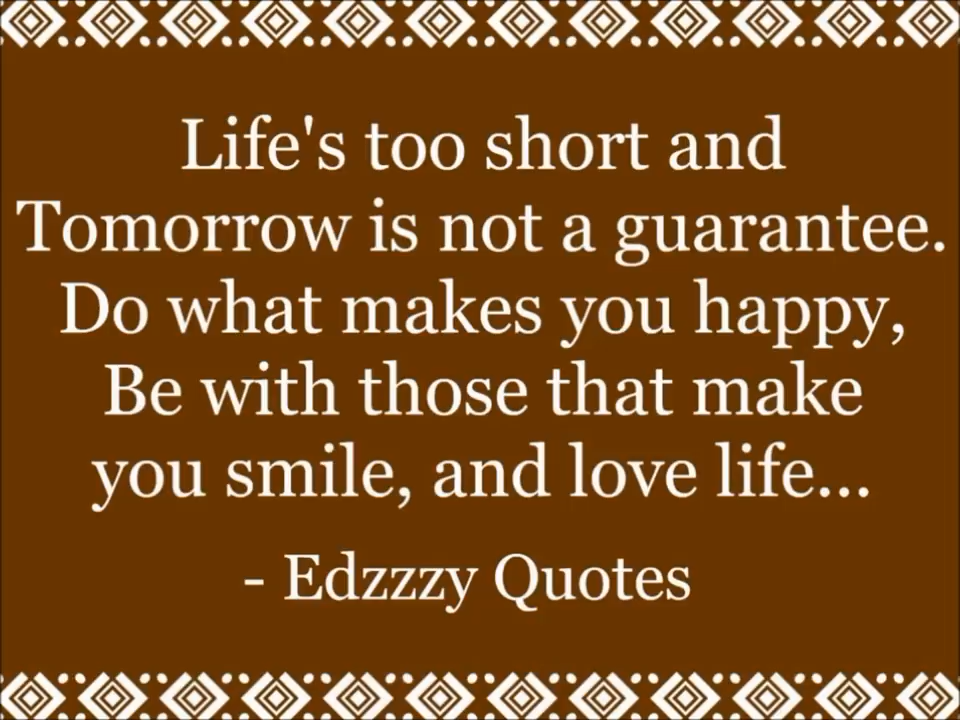 Life's too short and
Tomorrow is not a guarantee.
Do what makes you happy,
Be with those that make
you smile, and love life...
- Edzzzy Quotes